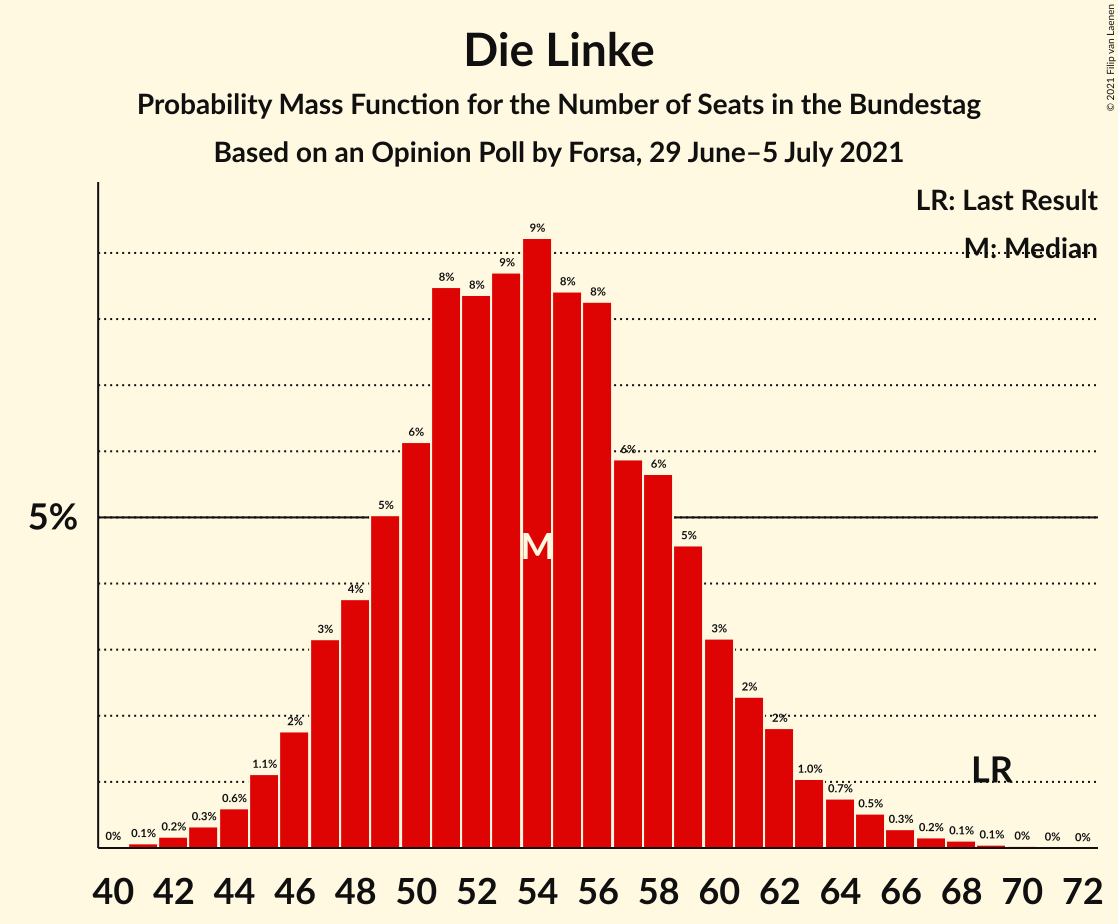 © 2021 Filip van Laenen
Die Linke
Probability Mass Function for the Number of Seats in the Bundestag
Based on an Opinion Poll by Forsa, 29 June–5 July 2021
LR: Last Result
M: Median
5%
0% 0.1% 0.2% 0.3% 0.6% 1.1% 2% 3% 4% 5% 6% 8% 8% 9% 9% 8% 8% 6% 6% 5% 3% 2% 2% 1.0% 0.7% 0.5% 0.3% 0.2% 0.1% 0.1% 0% 0% 0%
M
LR
40 42 44 46 48 50 52 54 56 58 60 62 64 66 68 70 72